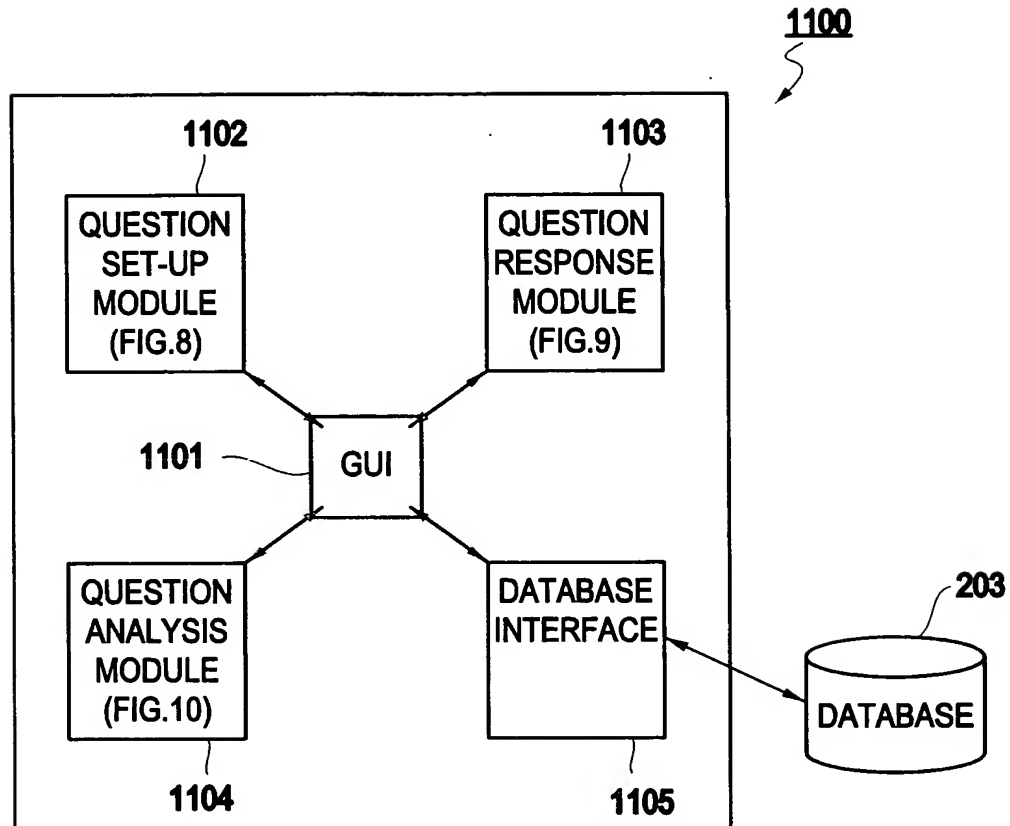 1100
1102
1103
QUESTION
SET-UP
MODULE
(FIG.8)
QUESTION
RESPONSE
MODULE
(FIG.9)
1101
GUI
QUESTION
ANALYSIS
MODULE
(FIG.10)
DATABASE
INTERFACE
203
DATABASE
1104
1105